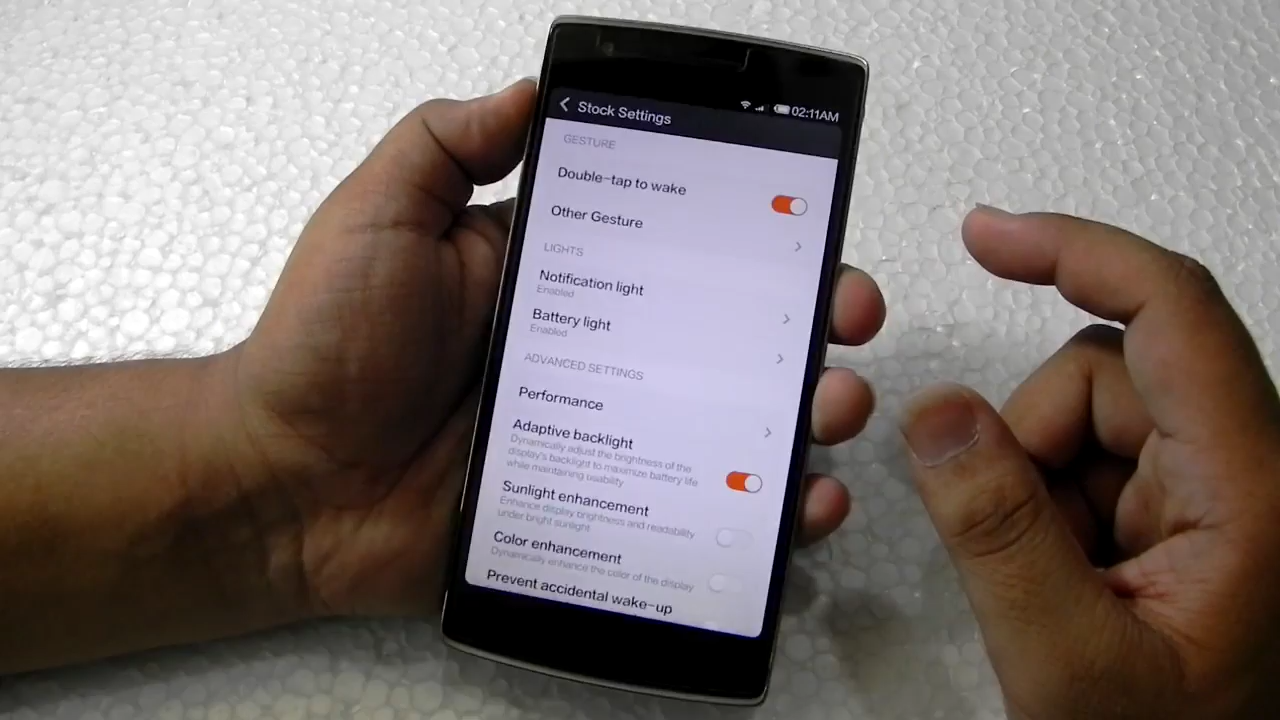 Stock Settings
02:11AM
GESTURE
Double-tap to wake
Other Gesture
LIGHTS
Notification light
Enabled
Battery light
Enabled
ADVANCED SETTINGS
Performance
Adaptive backlight
Dynamically adjust the brightness of the
display's backlight to maximize battery life
while maintaining usability
Sunlight enhancement
Enhance display brightness and readability
under bright sunlight
Color enhancement
Dynamically enhance the color of the display
Prevent accidental wake-up